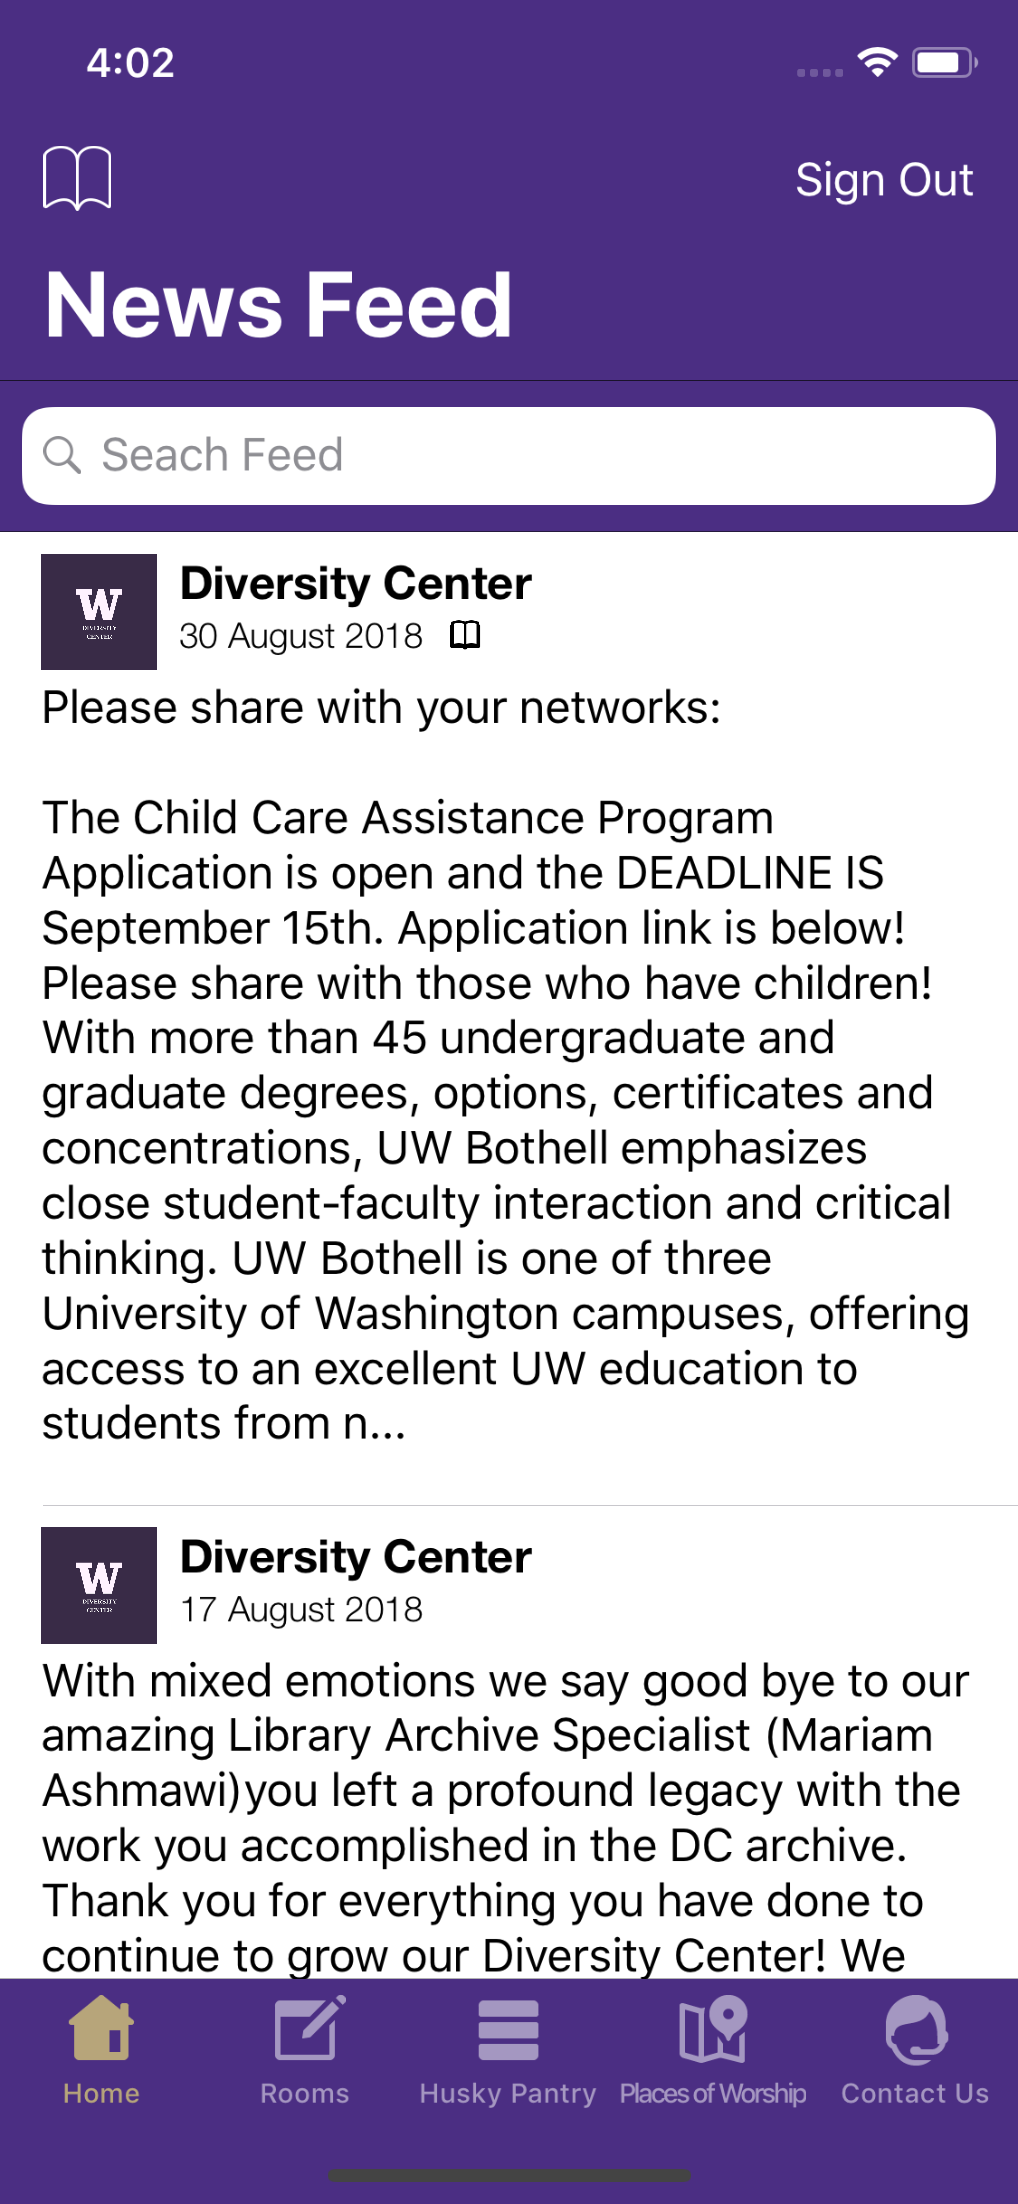 4:02
Sign Out
News Feed
Seach Feed
W
DIVERSITY
CENTER
Diversity Center
30 August 2018
Please share with your networks:
The Child Care Assistance Program
Application is open and the DEADLINE IS
September 15th. Application link is below!
Please share with those who have children!
With more than 45 undergraduate and
graduate degrees, options, certificates and
concentrations, UW Bothell emphasizes
close student-faculty interaction and critical
thinking. UW Bothell is one of three
University of Washington campuses, offering
access to an excellent UW education to
students from n...
W
DIVERSITY
CENTER
Diversity Center
17 August 2018
With mixed emotions we say good bye to our
amazing Library Archive Specialist (Mariam
Ashmawi)you left a profound legacy with the
work you accomplished in the DC archive.
Thank you for everything you have done to
continue to grow our Diversity Center! We
Home
Rooms
Husky Pantry
Places of Worship
Contact Us